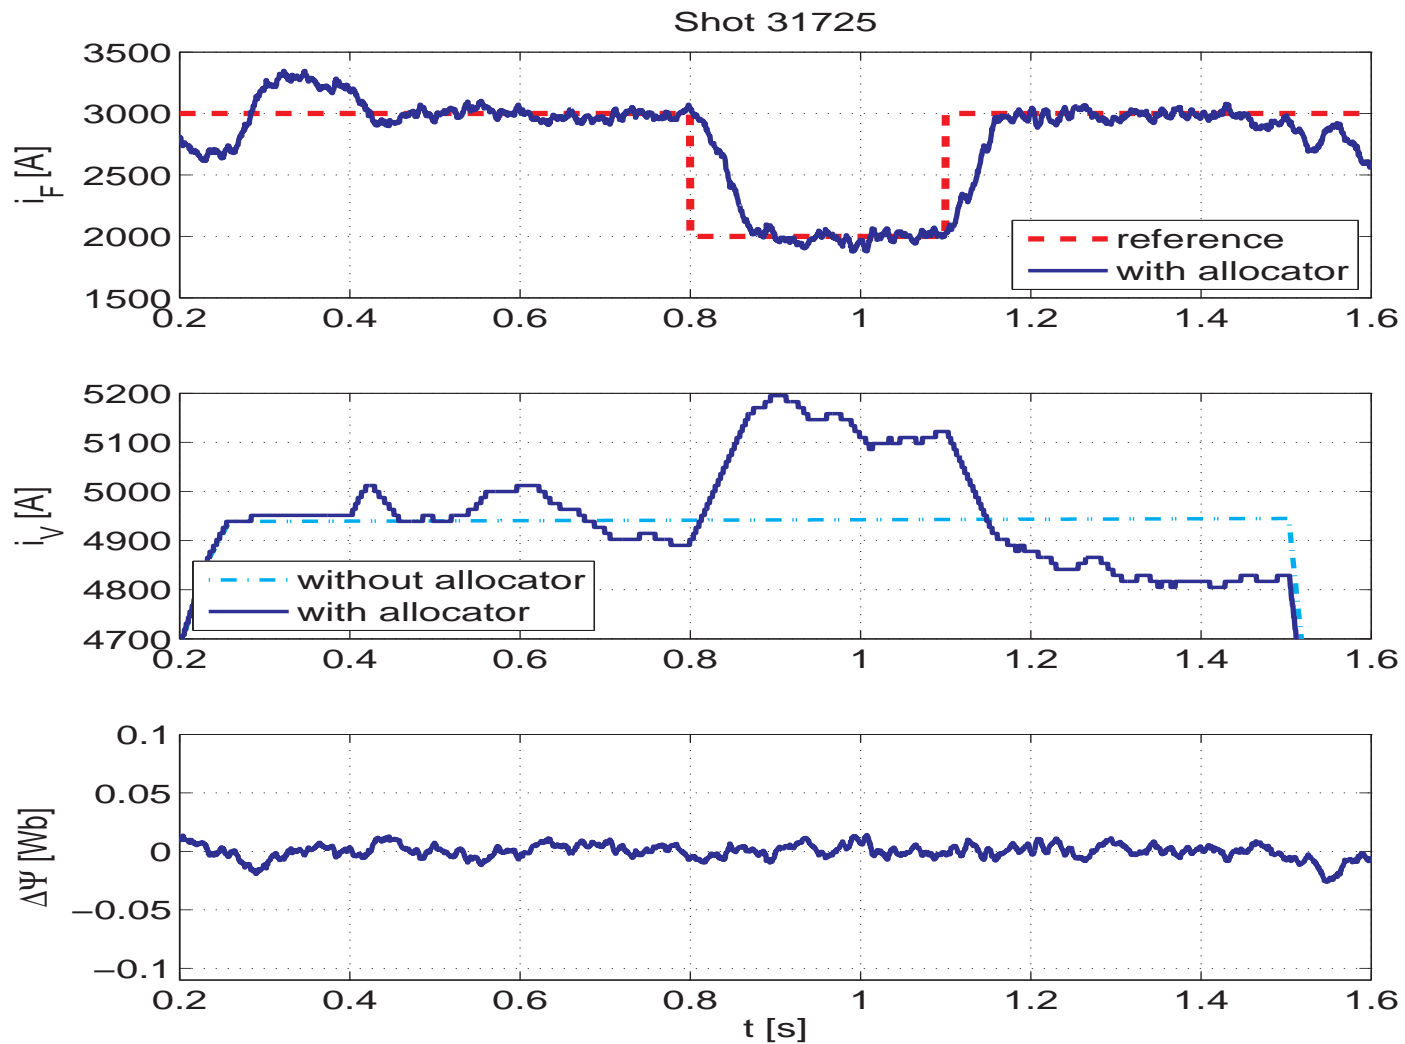 Shot 31725
3500
3000
2500
2000
1500
i_F [A]
reference
with allocator
0.2 0.4 0.6 0.8 1 1.2 1.4 1.6
5200
5100
5000
4900
4800
4700
i_V [A]
without allocator
with allocator
0.2 0.4 0.6 0.8 1 1.2 1.4 1.6
0.1
0.05
0
−0.05
−0.1
ΔΨ [Wb]
0.2 0.4 0.6 0.8 1 1.2 1.4 1.6
t [s]